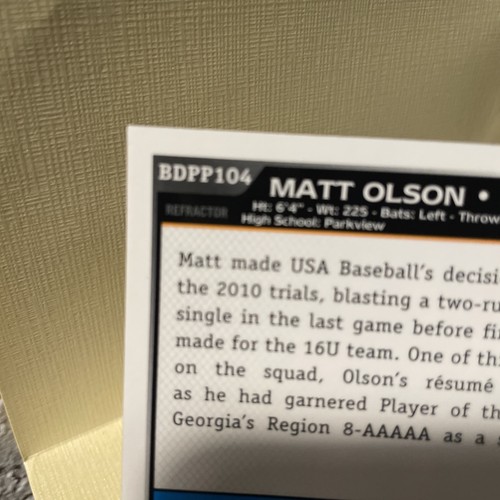 BDPP104
MATT OLSON •
REFRACTOR
Ht: 6'4" - Wt: 225 - Bats: Left - Throw
High School: Parkview
Matt made USA Baseball's decisi
the 2010 trials, blasting a two-ru
single in the last game before fi
made for the 16U team. One of th
on the squad, Olson's résumé
as he had garnered Player of th
Georgia's Region 8-AAAAA as a s